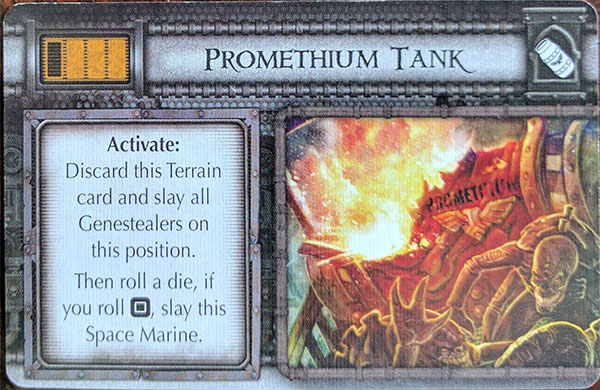 PROMETHIUM TANK
Activate:
Discard this Terrain
card and slay all
Genestealers on
this position.
Then roll a die, if
you roll , slay this
Space Marine.
PROMETHIUM